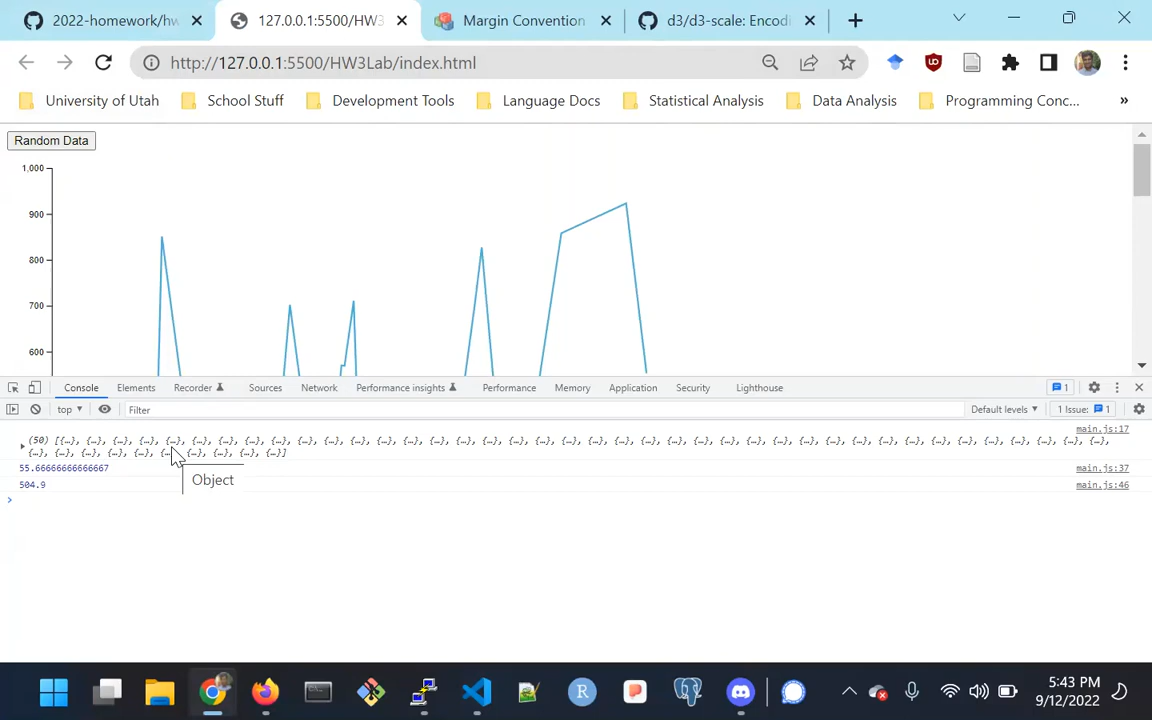 2022-homework/hw
127.0.0.1:5500/HW3
Margin Convention
d3/d3-scale: Encodi
http://127.0.0.1:5500/HW3Lab/index.html
University of Utah
School Stuff
Development Tools
Language Docs
Statistical Analysis
Data Analysis
Programming Conc...
»
Random Data
1,000
900
800
700
600
Console
Elements
Recorder
Sources
Network
Performance insights
Performance
Memory
Application
Security
Lighthouse
1
top
Filter
Default levels
1 Issue: 1
main.js:17
(50) [{…}, {…}, {…}, {…}, {…}, {…}, {…}, {…}, {…}, {…}, {…}, {…}, {…}, {…}, {…}, {…}, {…}, {…}, {…}, {…}, {…}, {…}, {…}, {…}, {…}, {…}, {…}, {…}, {…}, {…}, {…}, {…}, {…}, {…}, {…}, {…}, {…}, {…}, {…}, {…},
{…}, {…}, {…}, {…}, {…}, {…}, {…}, {…}, {…}, {…}]
55.66666666666667
main.js:37
504.9
main.js:46
Object
5:43 PM
9/12/2022